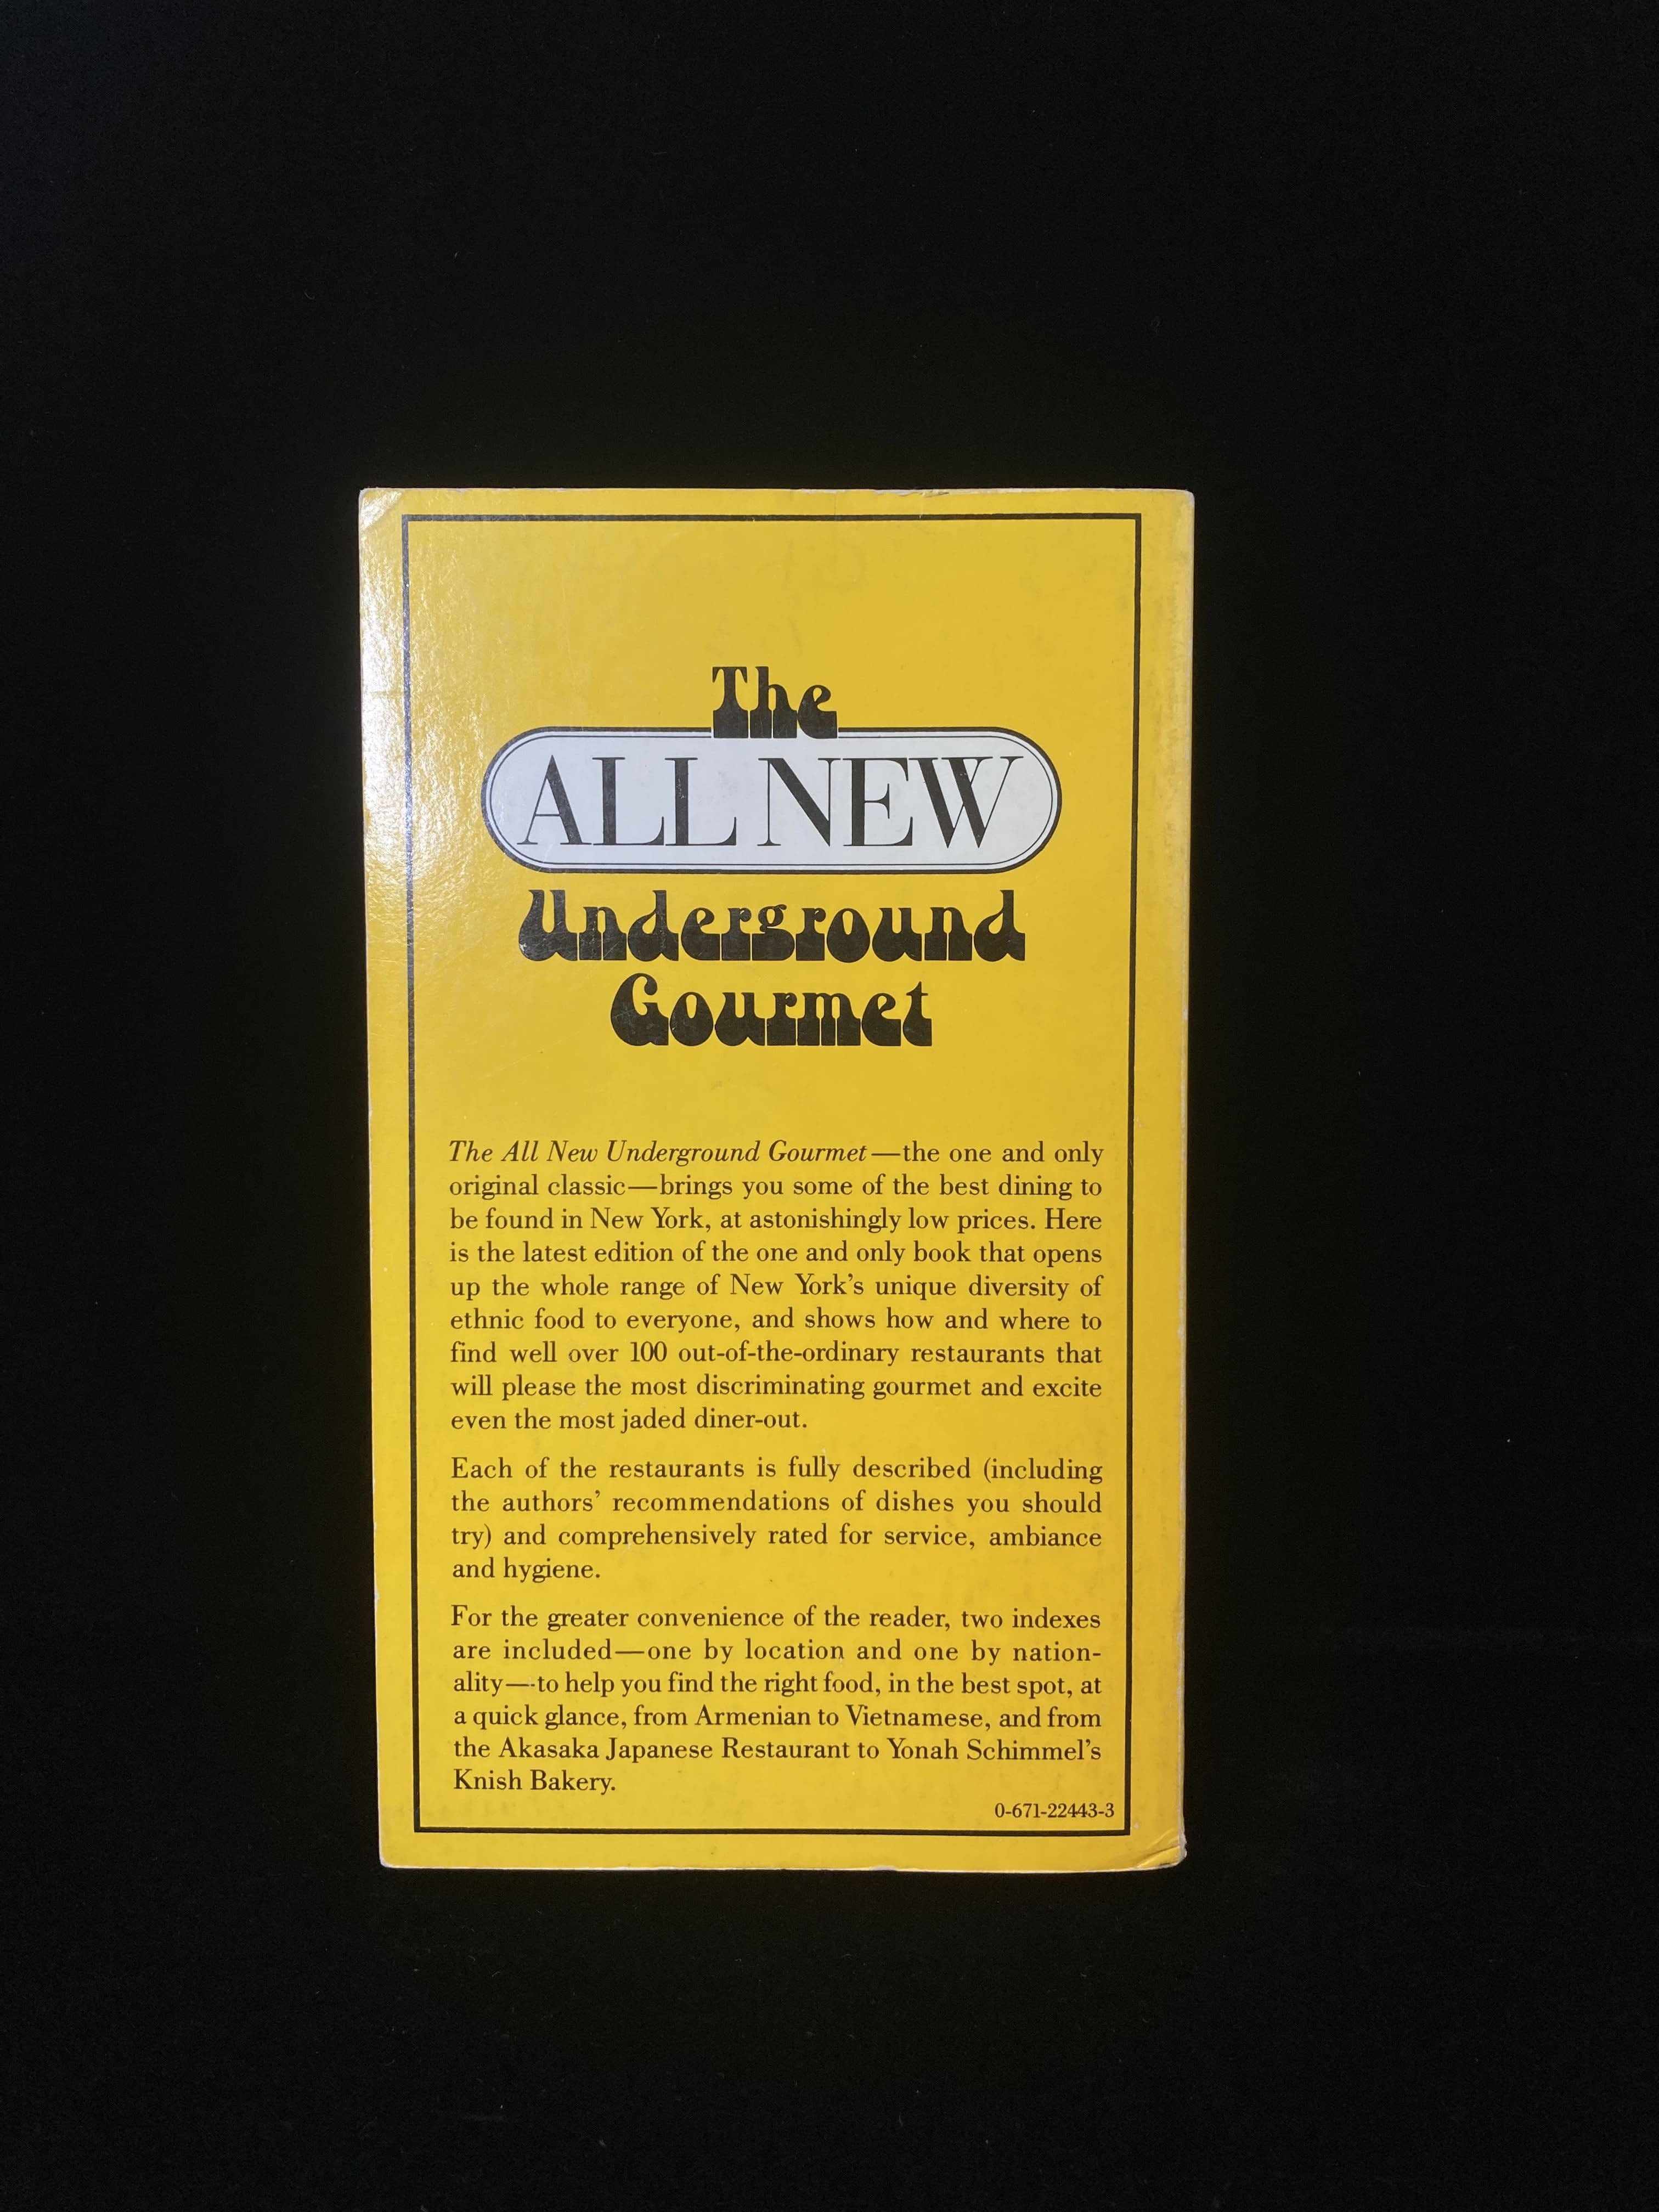 The
ALL NEW
Underground
Gourmet
The All New Underground Gourmet—the one and only
original classic—brings you some of the best dining to
be found in New York, at astonishingly low prices. Here
is the latest edition of the one and only book that opens
up the whole range of New York's unique diversity of
ethnic food to everyone, and shows how and where to
find well over 100 out-of-the-ordinary restaurants that
will please the most discriminating gourmet and excite
even the most jaded diner-out.
Each of the restaurants is fully described (including
the authors' recommendations of dishes you should
try) and comprehensively rated for service, ambiance
and hygiene.
For the greater convenience of the reader, two indexes
are included—one by location and one by nation-
ality—to help you find the right food, in the best spot, at
a quick glance, from Armenian to Vietnamese, and from
the Akasaka Japanese Restaurant to Yonah Schimmel's
Knish Bakery.
0-671-22443-3